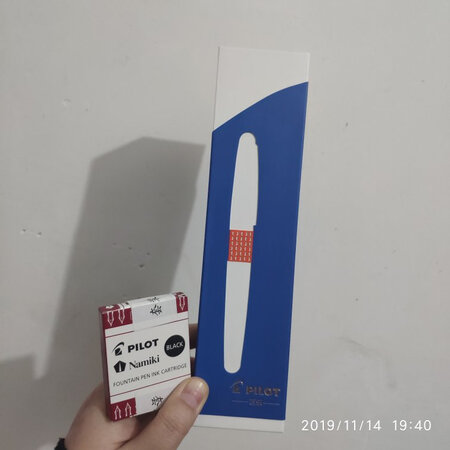 PILOT
Namiki
BLACK
FOUNTAIN PEN INK CARTRIDGE
PILOT
2019/11/14 19:40